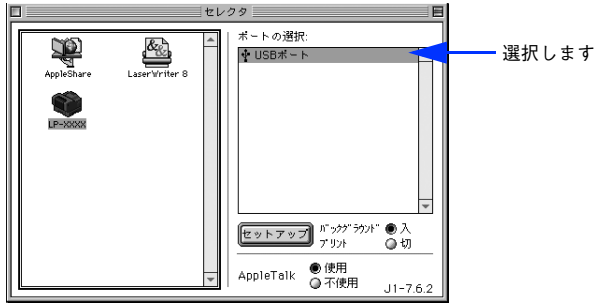 セレクタ
ポートの選択:
USBポート
選択します
AppleShare
LaserWriter 8
LP-XXXX
セットアップ
バックグラウンド
プリント
入
切
AppleTalk
使用
不使用
J1-7.6.2